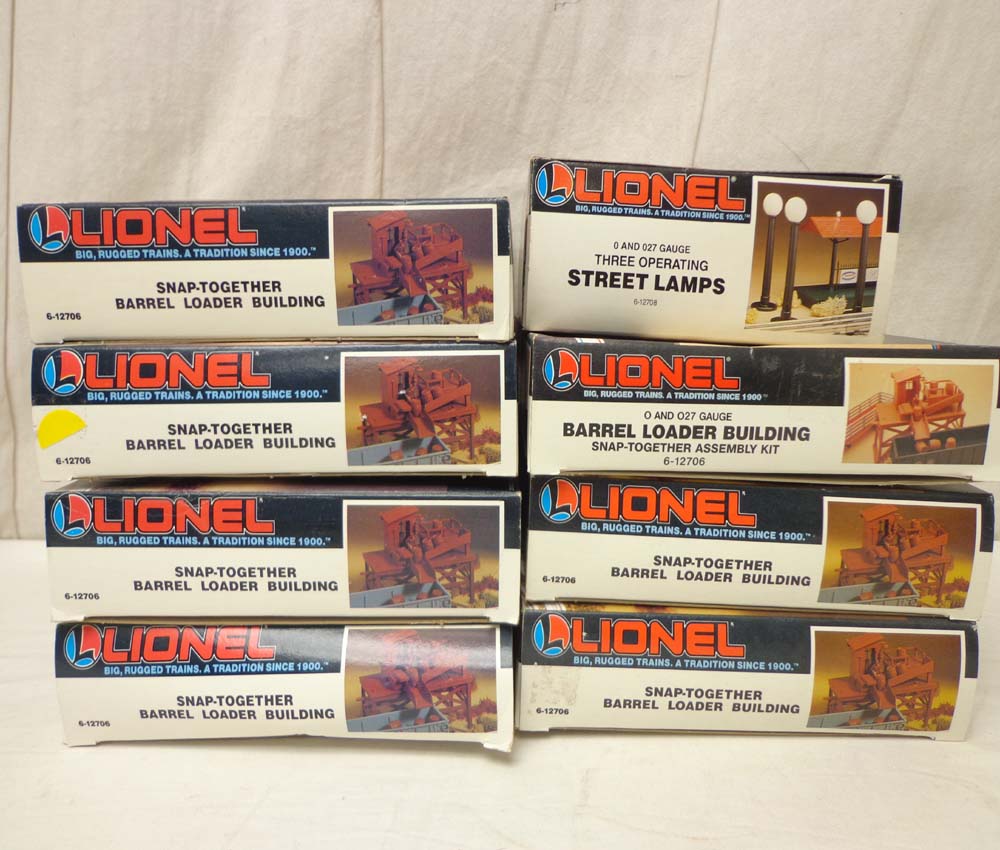 LIONEL
BIG, RUGGED TRAINS. A TRADITION SINCE 1900.™
SNAP-TOGETHER
BARREL LOADER BUILDING
6-12706
LIONEL
BIG, RUGGED TRAINS. A TRADITION SINCE 1900.™
SNAP-TOGETHER
BARREL LOADER BUILDING
6-12706
LIONEL
BIG, RUGGED TRAINS. A TRADITION SINCE 1900.™
SNAP-TOGETHER
BARREL LOADER BUILDING
6-12706
LIONEL
BIG, RUGGED TRAINS. A TRADITION SINCE 1900.™
SNAP-TOGETHER
BARREL LOADER BUILDING
6-12706
LIONEL
BIG, RUGGED TRAINS. A TRADITION SINCE 1900.™
O AND 027 GAUGE
THREE OPERATING
STREET LAMPS
6-12708
LIONEL
BIG, RUGGED TRAINS. A TRADITION SINCE 1900™
O AND O27 GAUGE
BARREL LOADER BUILDING
SNAP-TOGETHER ASSEMBLY KIT
6-12706
LIONEL
BIG, RUGGED TRAINS. A TRADITION SINCE 1900.™
SNAP-TOGETHER
BARREL LOADER BUILDING
6-12706
LIONEL
BIG, RUGGED TRAINS. A TRADITION SINCE 1900.™
SNAP-TOGETHER
BARREL LOADER BUILDING
6-12706